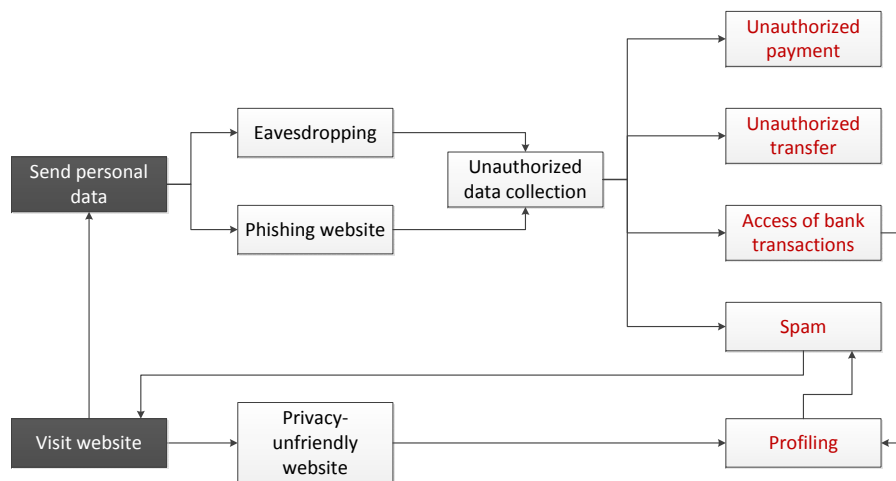 Unauthorized
payment
Eavesdropping
Unauthorized
transfer
Send personal
data
Unauthorized
data collection
Phishing website
Access of bank
transactions
Spam
Visit website
Privacy-
unfriendly
website
Profiling